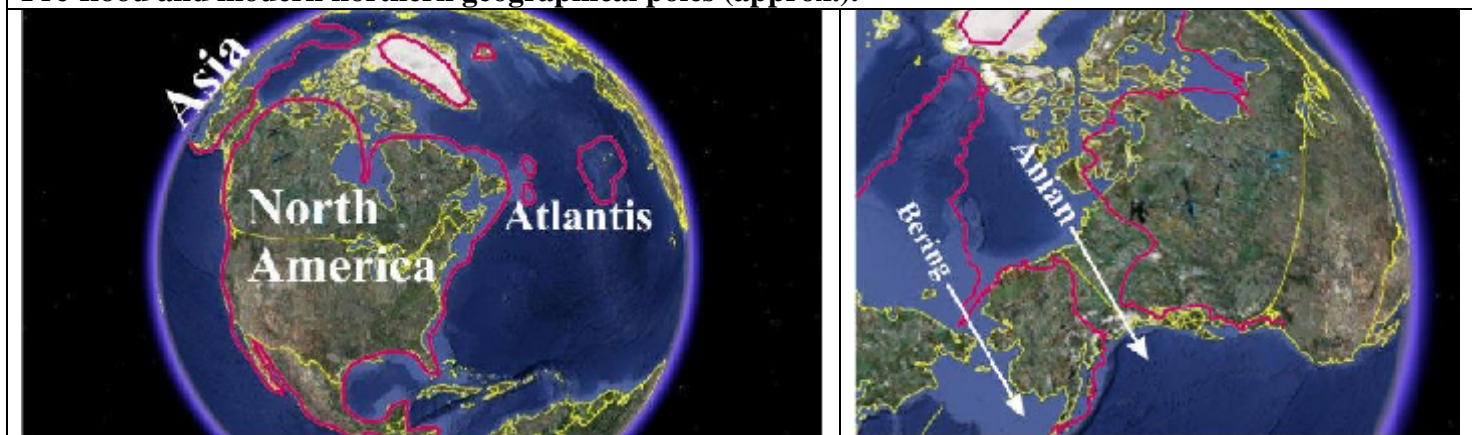 Pre-flood and modern northern geographical poles (approx.):
Asia
North
America
Atlantis
Anian
Bering